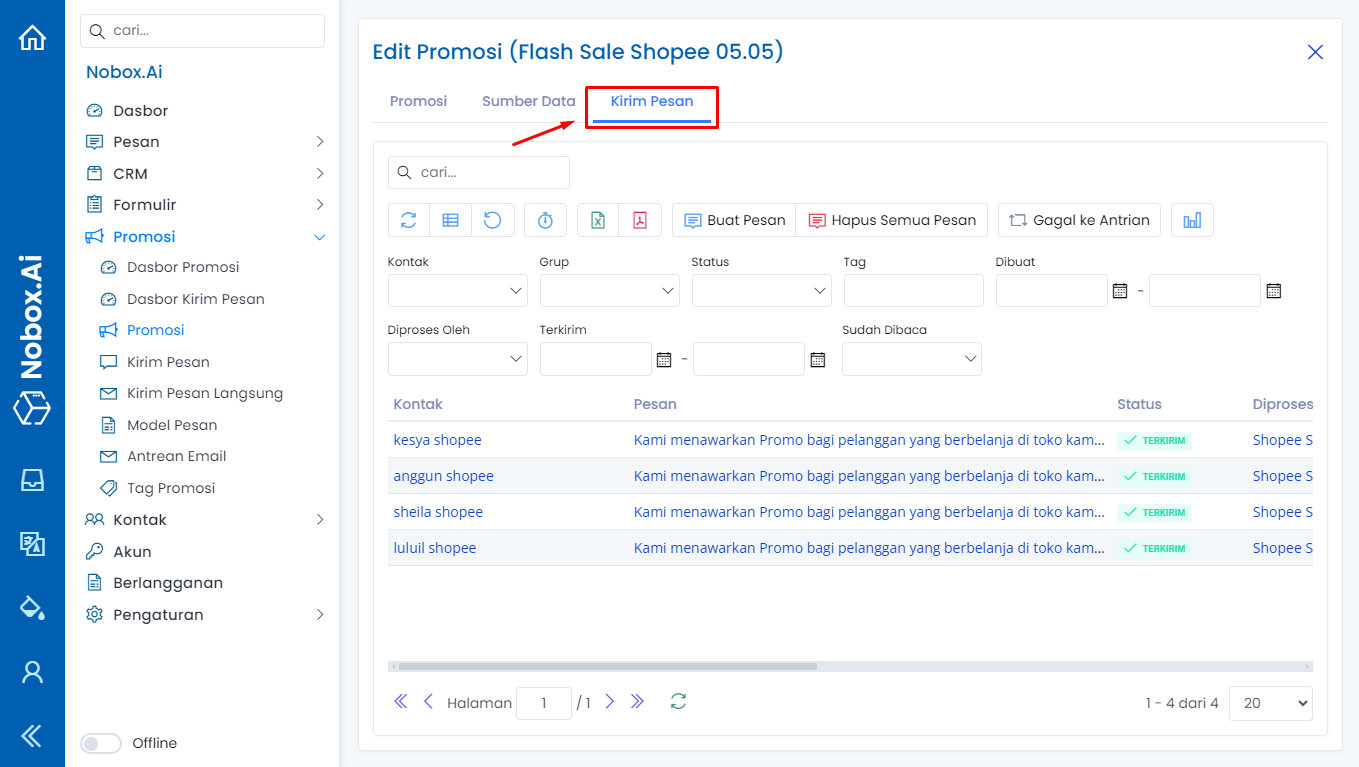 Nobox.Ai
cari...
Nobox.Ai
Dasbor
Pesan
CRM
Formulir
Promosi
Dasbor Promosi
Dasbor Kirim Pesan
Promosi
Kirim Pesan
Kirim Pesan Langsung
Model Pesan
Antrean Email
Tag Promosi
Kontak
Akun
Berlangganan
Pengaturan
Offline
Edit Promosi (Flash Sale Shopee 05.05)
Promosi Sumber Data Kirim Pesan
cari...
Buat Pesan Hapus Semua Pesan Gagal ke Antrian
Kontak Grup Status Tag Dibuat
-
Diproses Oleh Terkirim Sudah Dibaca
-
Kontak Pesan Status Diproses
kesya shopee Kami menawarkan Promo bagi pelanggan yang berbelanja di toko kam... TERKIRIM Shopee S
anggun shopee Kami menawarkan Promo bagi pelanggan yang berbelanja di toko kam... TERKIRIM Shopee S
sheila shopee Kami menawarkan Promo bagi pelanggan yang berbelanja di toko kam... TERKIRIM Shopee S
luluil shopee Kami menawarkan Promo bagi pelanggan yang berbelanja di toko kam... TERKIRIM Shopee S
Halaman 1 / 1 1 - 4 dari 4 20